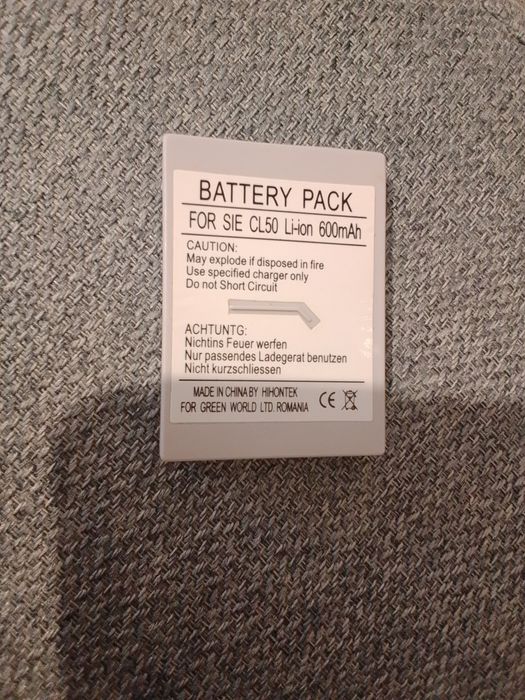 BATTERY PACK
FOR SIE CL50 Li-ion 600mAh
CAUTION:
May explode if disposed in fire
Use specified charger only
Do not Short Circuit
ACHTUNTG:
Nichtins Feuer werfen
Nur passendes Ladegerat benutzen
Nicht kurzschliessen
MADE IN CHINA BY HIHONTEK
FOR GREEN WORLD LTD. ROMANIA
CE